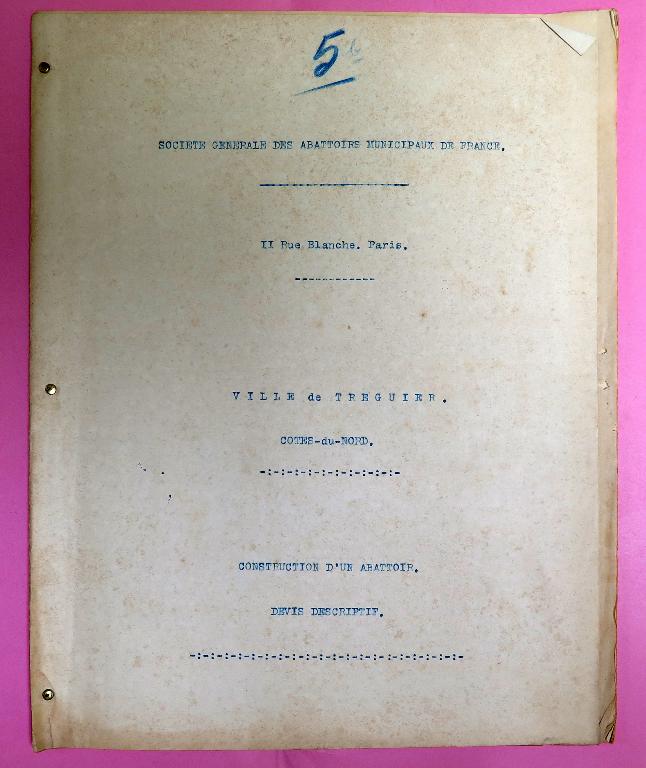 5
SOCIETE GENERALE DES ABATTOIRS MUNICIPAUX DE FRANCE.
II Rue Blanche. Paris.
------------
V I L L E de T R E G U I E R .
COTES-du-NORD.
-:-:-:-:-:-:-:-:-:-:-
CONSTRUCTION D'UN ABATTOIR.
DEVIS DESCRIPTIF.
-:-:-:-:-:-:-:-:-:-:-:-:-:-:-:-:-:-:-:-:-